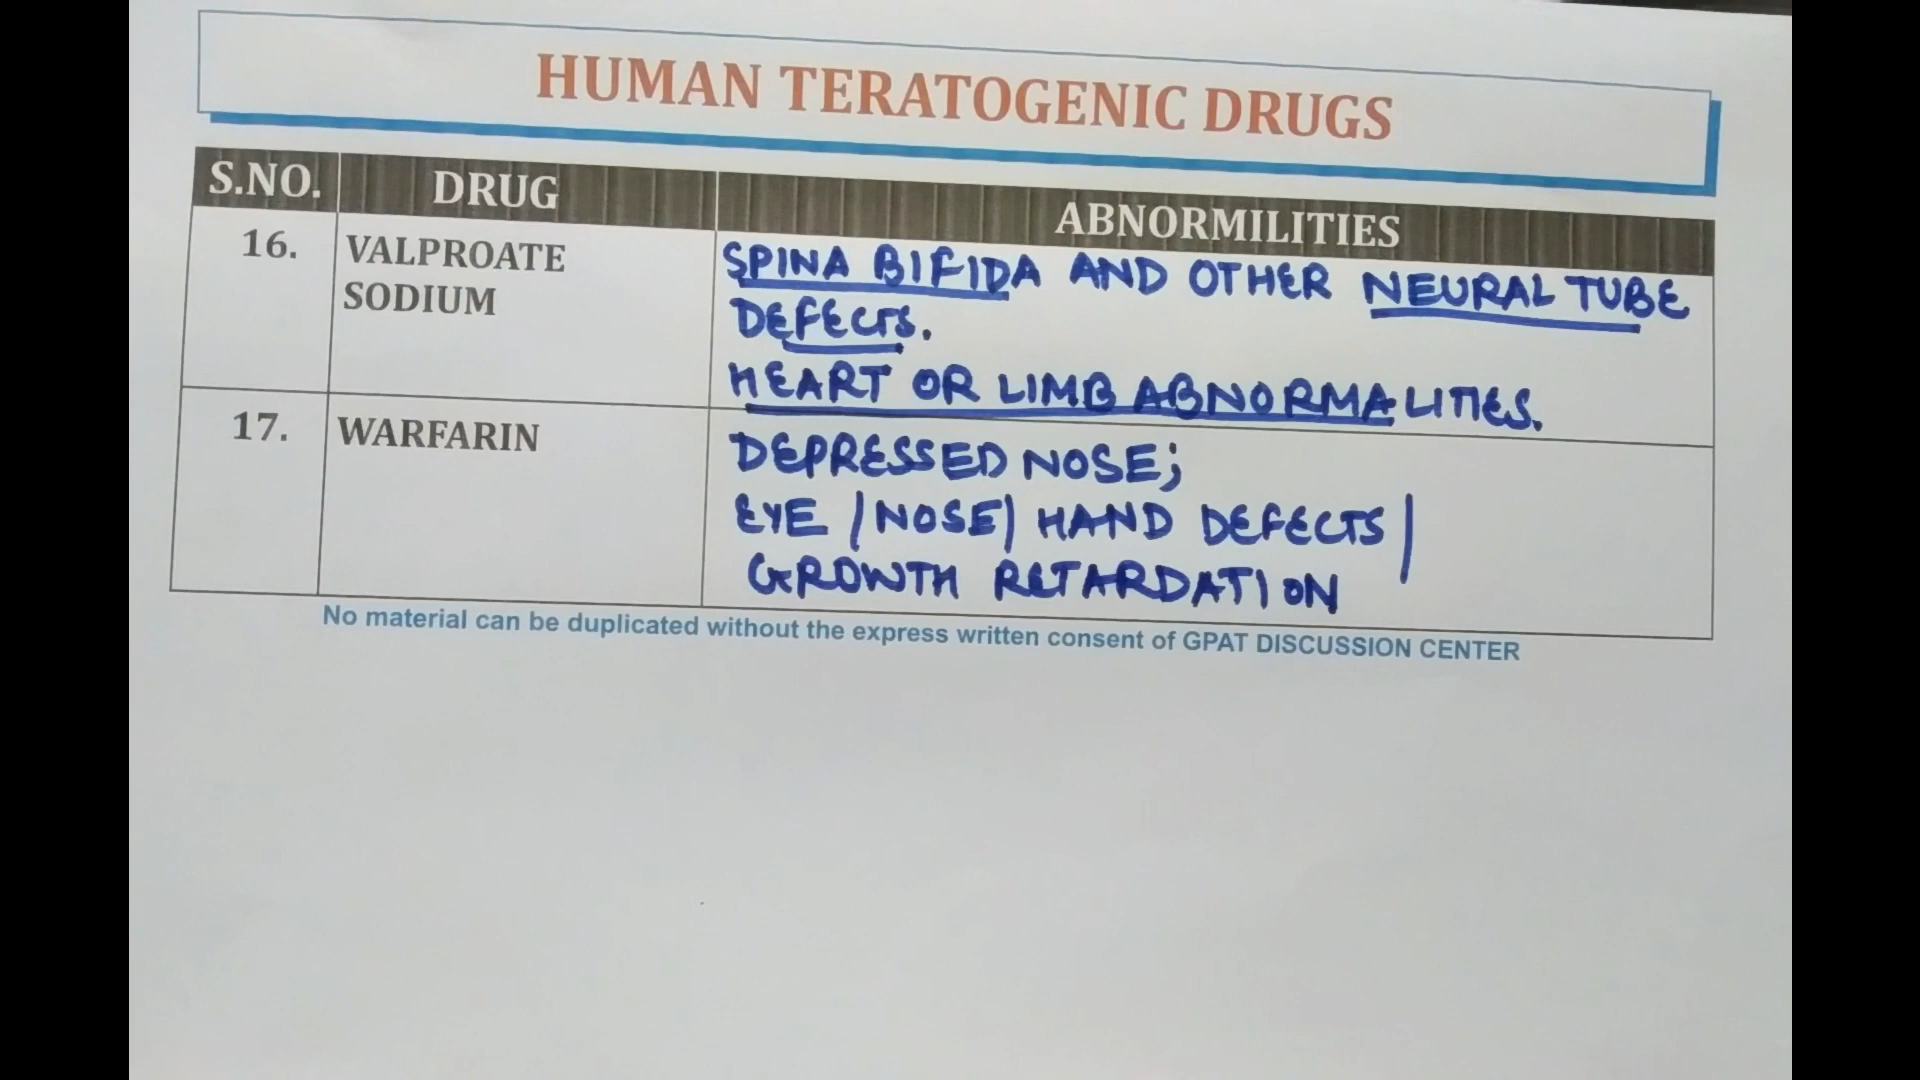 HUMAN TERATOGENIC DRUGS
S.NO. DRUG ABNORMILITIES
16. VALPROATE SODIUM
SPINA BIFIDA AND OTHER NEURAL TUBE
DEFECTS.
HEART OR LIMB ABNORMALITIES.
17. WARFARIN
DEPRESSED NOSE;
EYE / NOSE / HAND DEFECTS /
GROWTH RETARDATION
No material can be duplicated without the express written consent of GPAT DISCUSSION CENTER